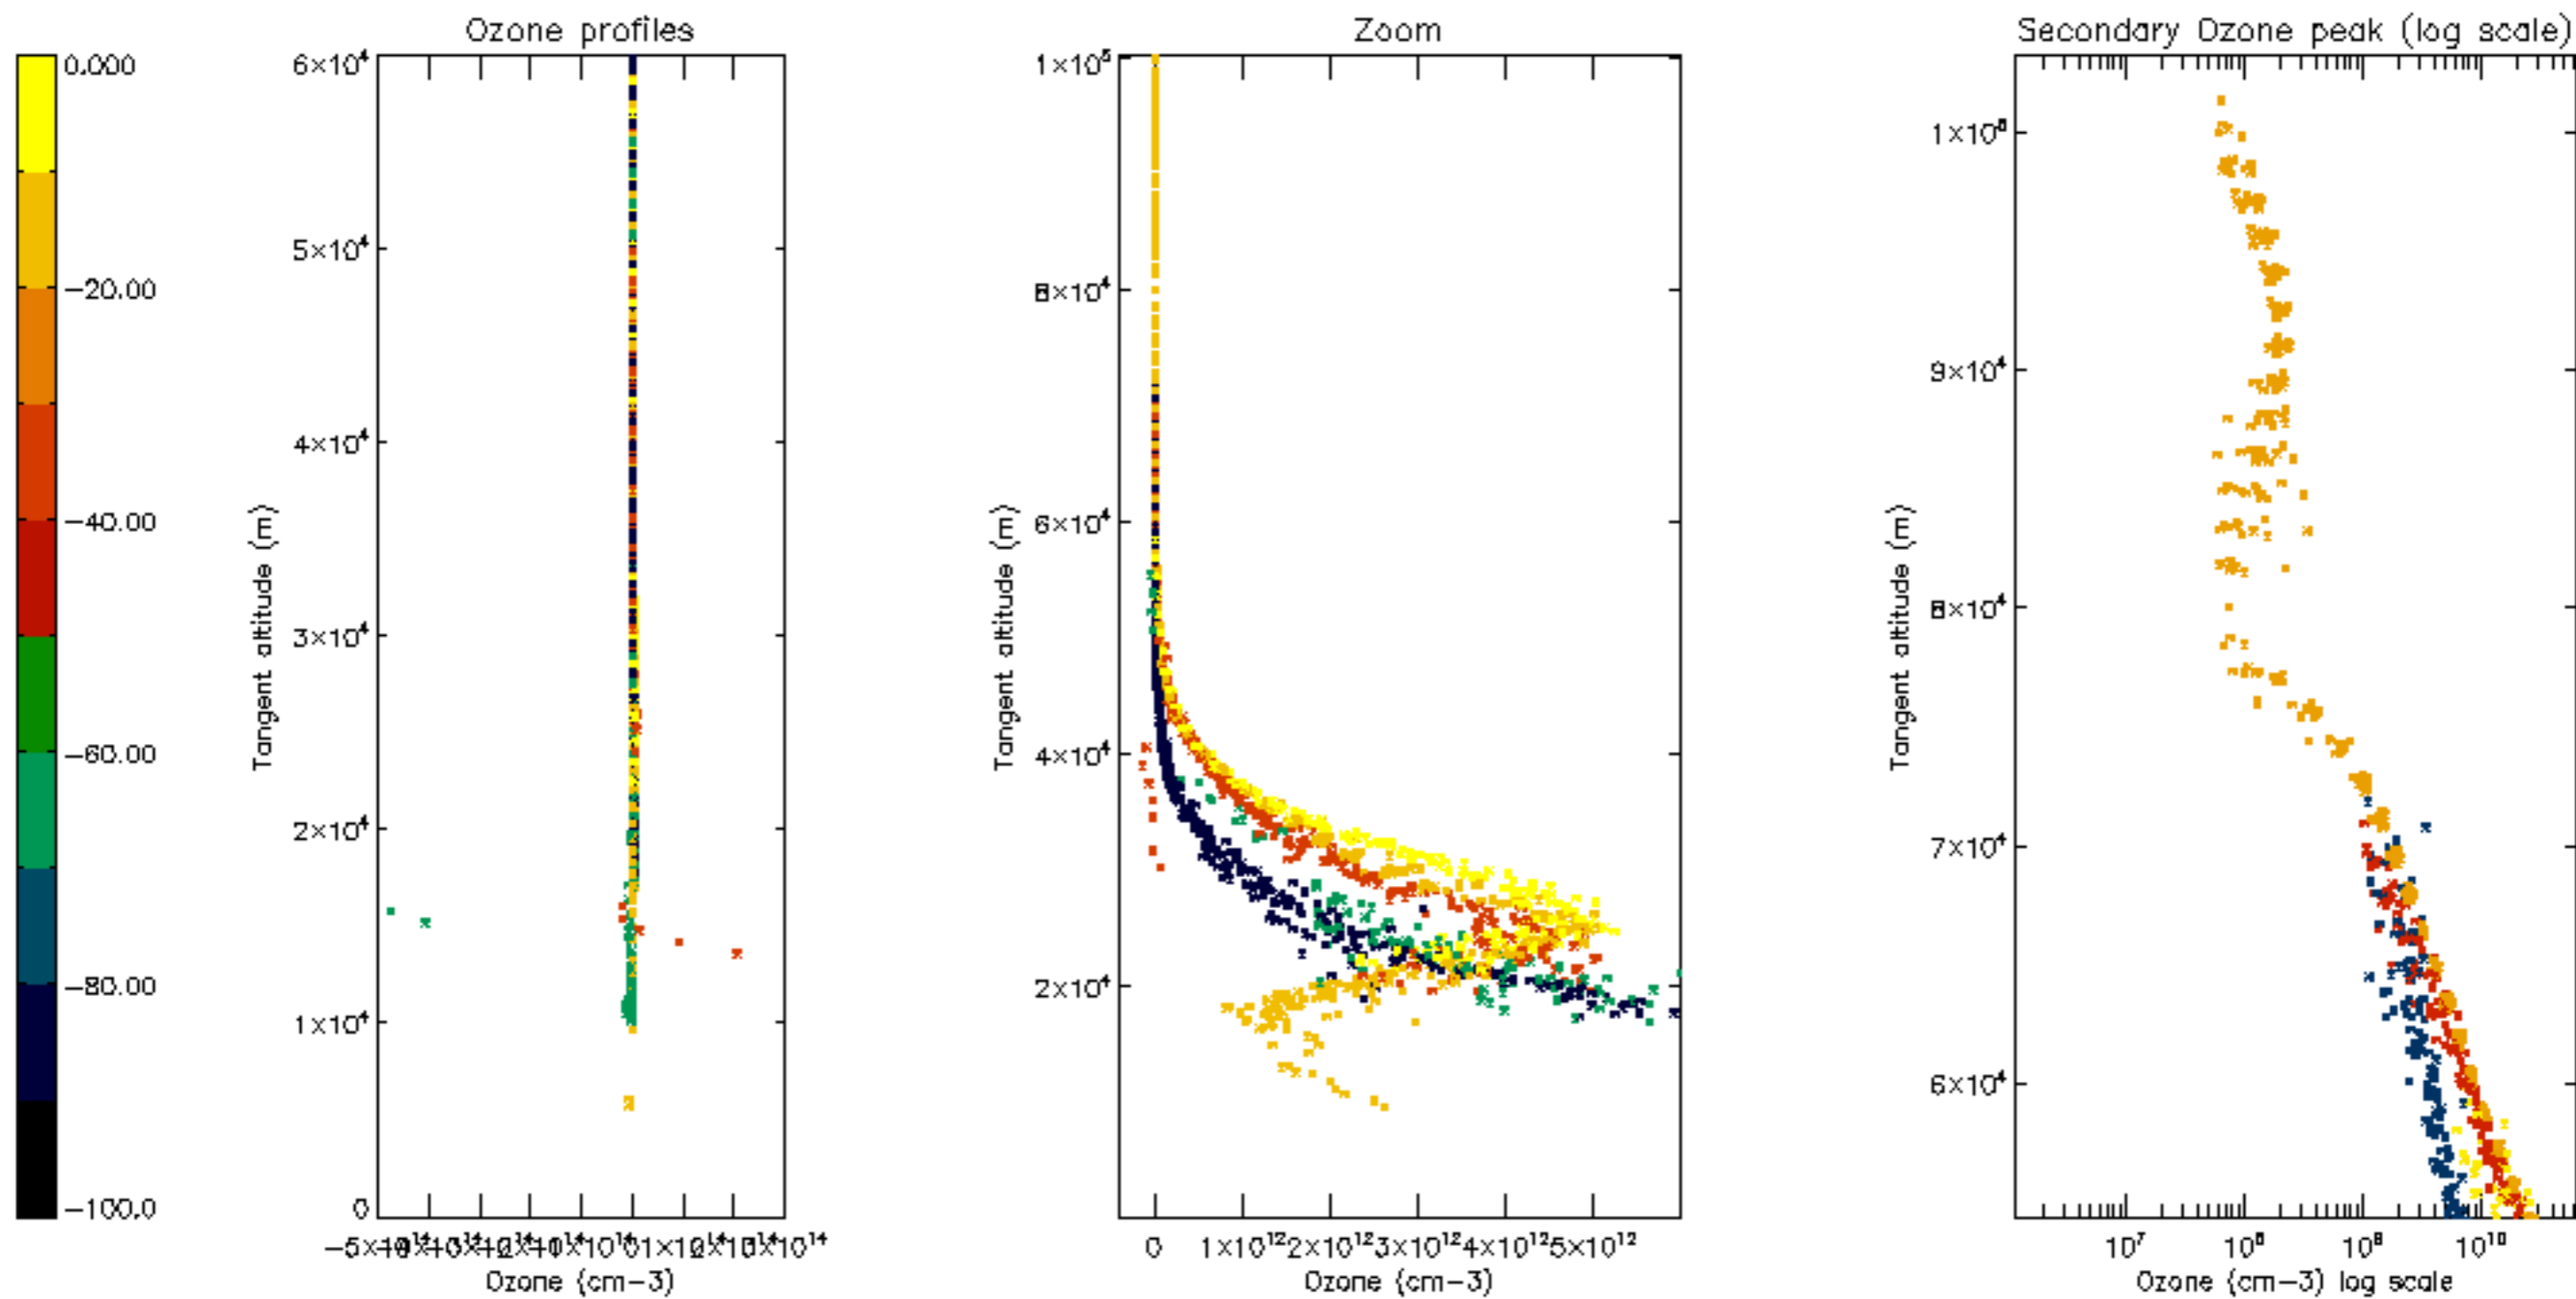 Ozone profiles
Zoom
Secondary Ozone peak (log scale)
0.000
-20.00
-40.00
-60.00
-80.00
-100.0
6×10⁴
5×10⁴
4×10⁴
3×10⁴
2×10⁴
1×10⁴
0
Tangent altitude (m)
Ozone (cm-3)
1×10⁵
8×10⁴
6×10⁴
4×10⁴
2×10⁴
Tangent altitude (m)
0 1×10¹² 2×10¹² 3×10¹² 4×10¹² 5×10¹²
Ozone (cm-3)
9×10⁴
8×10⁴
7×10⁴
6×10⁴
Tangent altitude (m)
10⁷ 10⁸ 10⁹ 10¹⁰
Ozone (cm-3) log scale